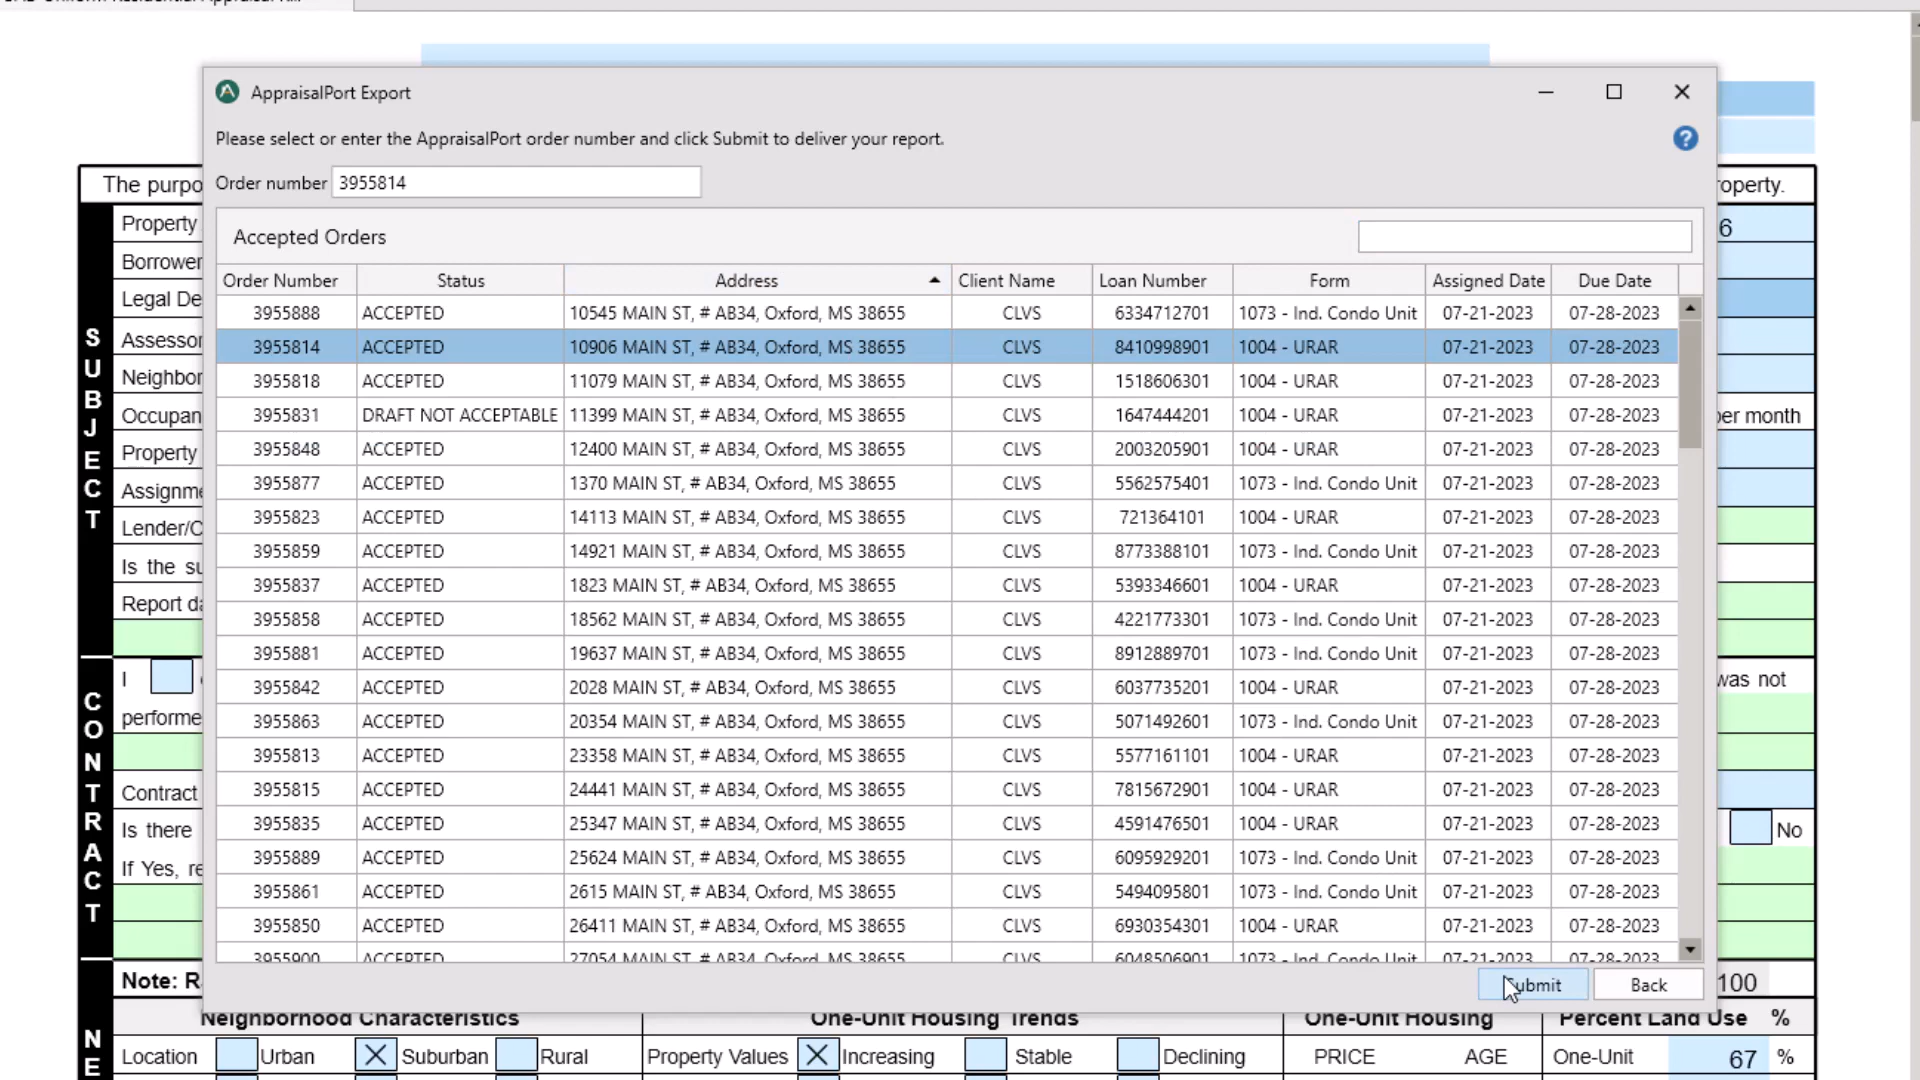 AppraisalPort Export
Please select or enter the AppraisalPort order number and click Submit to deliver your report.
Order number 3955814
Accepted Orders
Order Number Status Address Client Name Loan Number Form Assigned Date Due Date
3955888 ACCEPTED 10545 MAIN ST, # AB34, Oxford, MS 38655 CLVS 6334712701 1073 - Ind. Condo Unit 07-21-2023 07-28-2023
3955814 ACCEPTED 10906 MAIN ST, # AB34, Oxford, MS 38655 CLVS 8410998901 1004 - URAR 07-21-2023 07-28-2023
3955818 ACCEPTED 11079 MAIN ST, # AB34, Oxford, MS 38655 CLVS 1518606301 1004 - URAR 07-21-2023 07-28-2023
3955831 DRAFT NOT ACCEPTABLE 11399 MAIN ST, # AB34, Oxford, MS 38655 CLVS 1647444201 1004 - URAR 07-21-2023 07-28-2023
3955848 ACCEPTED 12400 MAIN ST, # AB34, Oxford, MS 38655 CLVS 2003205901 1004 - URAR 07-21-2023 07-28-2023
3955877 ACCEPTED 1370 MAIN ST, # AB34, Oxford, MS 38655 CLVS 5562575401 1073 - Ind. Condo Unit 07-21-2023 07-28-2023
3955823 ACCEPTED 14113 MAIN ST, # AB34, Oxford, MS 38655 CLVS 721364101 1004 - URAR 07-21-2023 07-28-2023
3955859 ACCEPTED 14921 MAIN ST, # AB34, Oxford, MS 38655 CLVS 8773388101 1073 - Ind. Condo Unit 07-21-2023 07-28-2023
3955837 ACCEPTED 1823 MAIN ST, # AB34, Oxford, MS 38655 CLVS 5393346601 1004 - URAR 07-21-2023 07-28-2023
3955858 ACCEPTED 18562 MAIN ST, # AB34, Oxford, MS 38655 CLVS 4221773301 1073 - Ind. Condo Unit 07-21-2023 07-28-2023
3955881 ACCEPTED 19637 MAIN ST, # AB34, Oxford, MS 38655 CLVS 8912889701 1073 - Ind. Condo Unit 07-21-2023 07-28-2023
3955842 ACCEPTED 2028 MAIN ST, # AB34, Oxford, MS 38655 CLVS 6037735201 1004 - URAR 07-21-2023 07-28-2023
3955863 ACCEPTED 20354 MAIN ST, # AB34, Oxford, MS 38655 CLVS 5071492601 1073 - Ind. Condo Unit 07-21-2023 07-28-2023
3955813 ACCEPTED 23358 MAIN ST, # AB34, Oxford, MS 38655 CLVS 5577161101 1004 - URAR 07-21-2023 07-28-2023
3955815 ACCEPTED 24441 MAIN ST, # AB34, Oxford, MS 38655 CLVS 7815672901 1004 - URAR 07-21-2023 07-28-2023
3955835 ACCEPTED 25347 MAIN ST, # AB34, Oxford, MS 38655 CLVS 4591476501 1004 - URAR 07-21-2023 07-28-2023
3955889 ACCEPTED 25624 MAIN ST, # AB34, Oxford, MS 38655 CLVS 6095929201 1073 - Ind. Condo Unit 07-21-2023 07-28-2023
3955861 ACCEPTED 2615 MAIN ST, # AB34, Oxford, MS 38655 CLVS 5494095801 1073 - Ind. Condo Unit 07-21-2023 07-28-2023
3955850 ACCEPTED 26411 MAIN ST, # AB34, Oxford, MS 38655 CLVS 6930354301 1004 - URAR 07-21-2023 07-28-2023
3955900 ACCEPTED 27054 MAIN ST, # AB34, Oxford, MS 38655 CLVS 6048506901 1073 - Ind. Condo Unit 07-21-2023 07-28-2023
Submit Back
The purpo
operty.
SUBJECT
Property
6
Borrower
Legal De
Assessor
Neighbor
Occupan
per month
Property
Assignme
Lender/C
Is the su
Report da
CONTRACT
I
was not
performe
Contract
Is there
No
If Yes, re
Note: R
100
NE
Neighborhood Characteristics One-Unit Housing Trends One-Unit Housing Percent Land Use %
Location Urban X Suburban Rural Property Values X Increasing Stable Declining PRICE AGE One-Unit 67 %